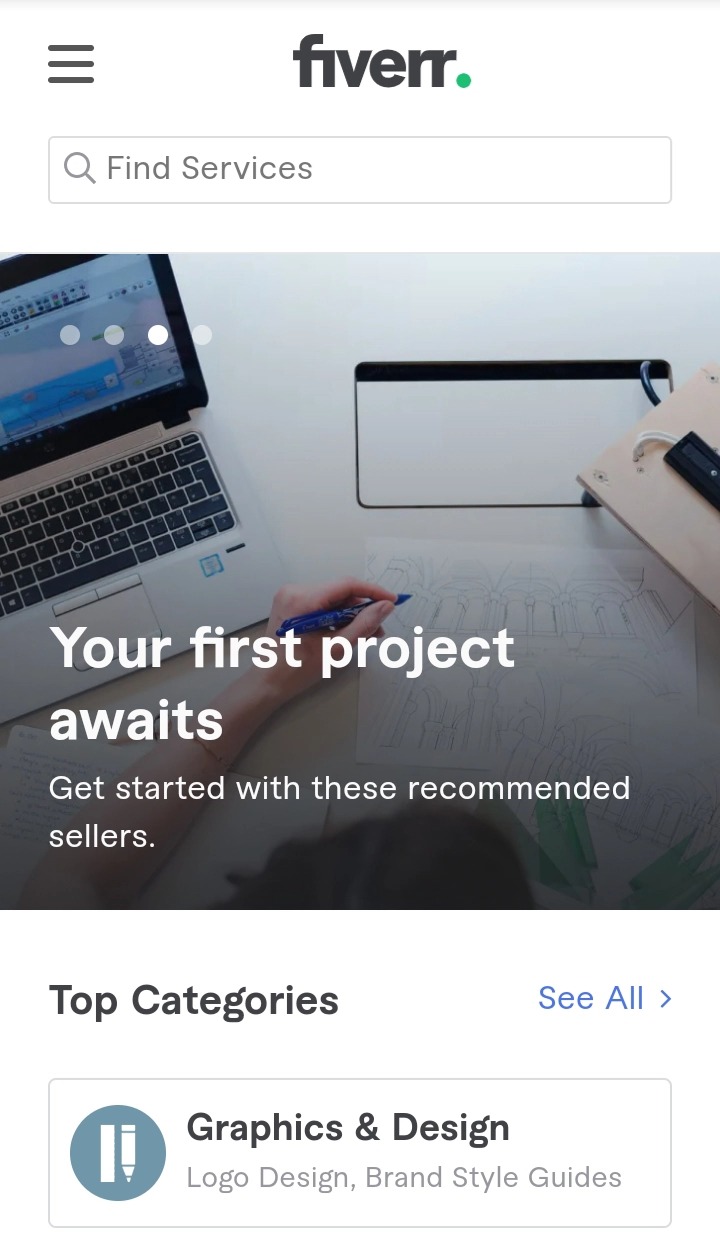 fiverr.
Find Services
Your first project
awaits
Get started with these recommended
sellers.
Top Categories
See All >
Graphics & Design
Logo Design, Brand Style Guides